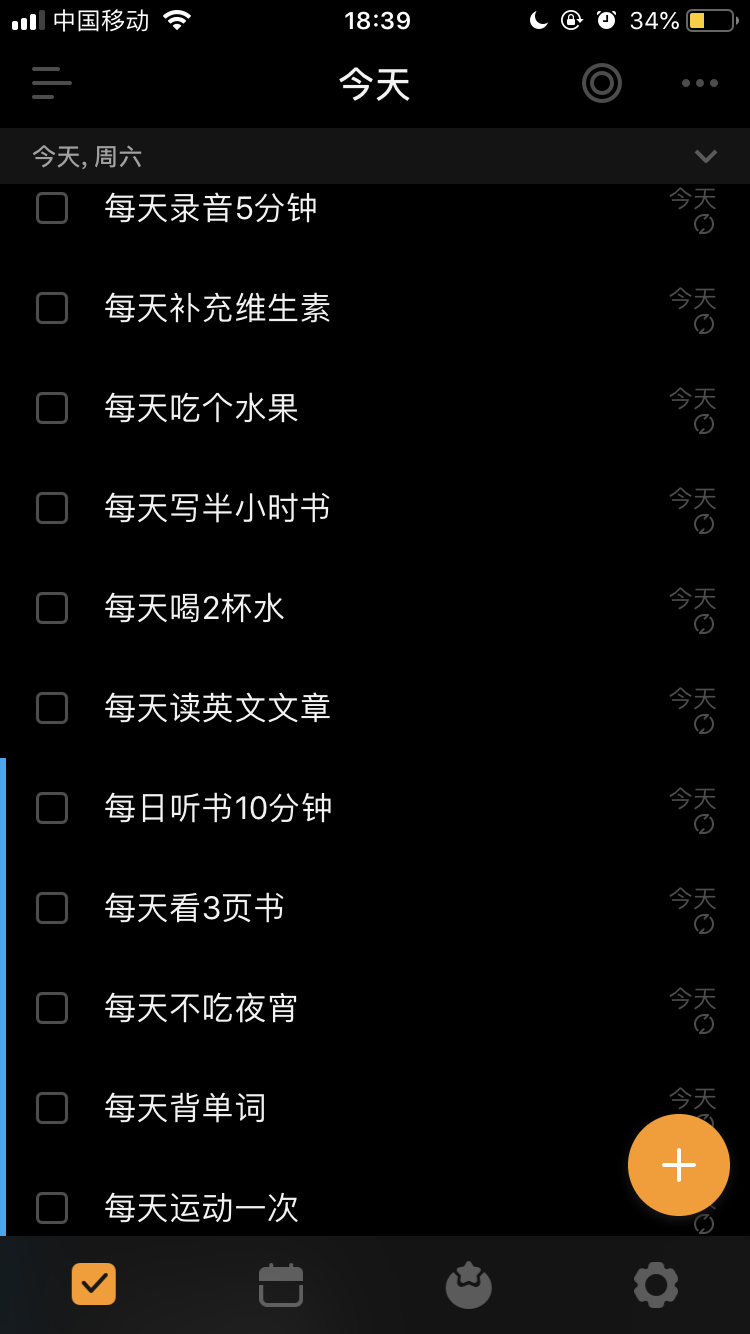 中国移动 18:39 34%
今天
今天, 周六
每天录音5分钟 今天
每天补充维生素 今天
每天吃个水果 今天
每天写半小时书 今天
每天喝2杯水 今天
每天读英文文章 今天
每日听书10分钟 今天
每天看3页书 今天
每天不吃夜宵 今天
每天背单词 今天
每天运动一次